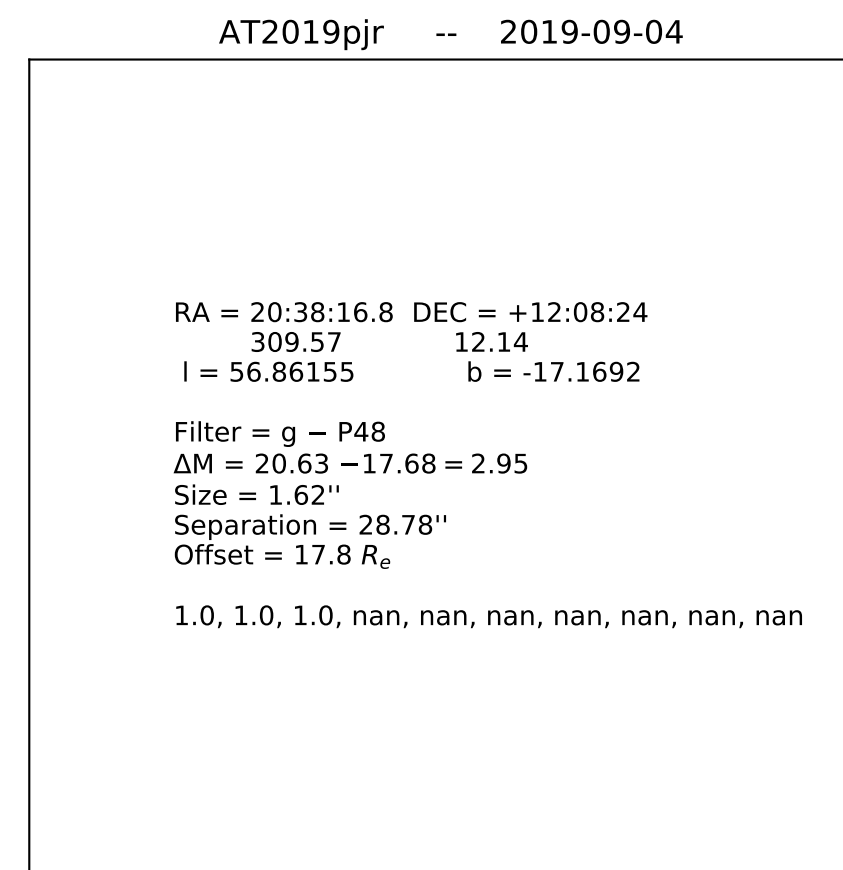 AT2019pjr -- 2019-09-04
RA = 20:38:16.8 DEC = +12:08:24
309.57 12.14
l = 56.86155 b = -17.1692
Filter = g − P48
ΔM = 20.63 −17.68 = 2.95
Size = 1.62''
Separation = 28.78''
Offset = 17.8 Re
1.0, 1.0, 1.0, nan, nan, nan, nan, nan, nan, nan